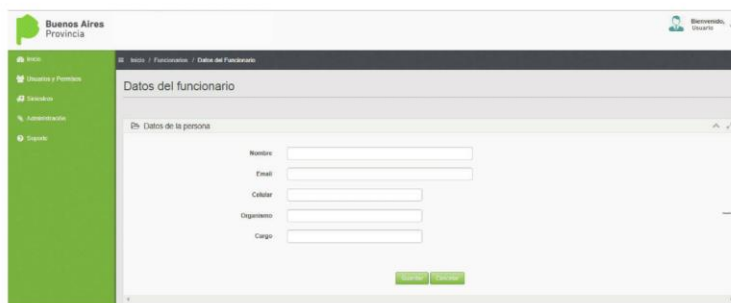 Buenos Aires
Provincia
Bienvenido,
Usuario
Inicio
Usuarios y Permisos
Siniestros
Administración
Soporte
Inicio / Funcionarios / Datos del Funcionario
Datos del funcionario
Datos de la persona
Nombre
Email
Celular
Organismo
Cargo
Guardar Cancelar